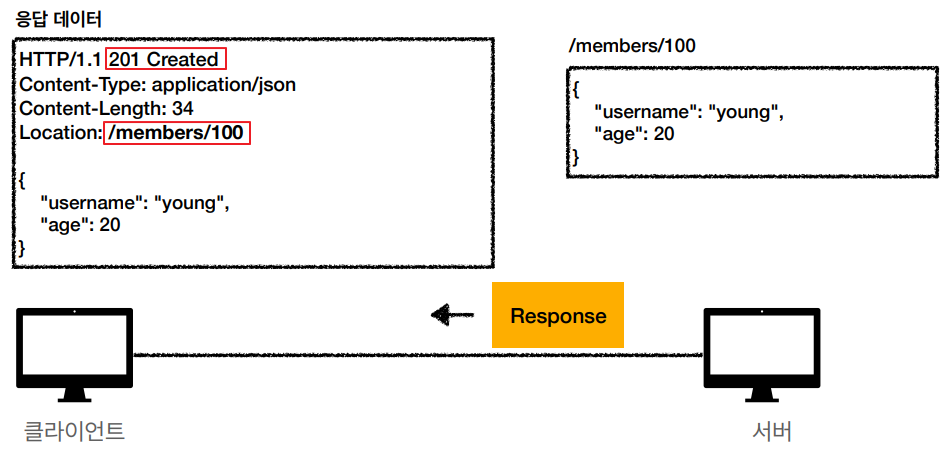 응답 데이터
HTTP/1.1 201 Created
Content-Type: application/json
Content-Length: 34
Location: /members/100
{
"username": "young",
"age": 20
}
/members/100
{
"username": "young",
"age": 20
}
Response
클라이언트
서버